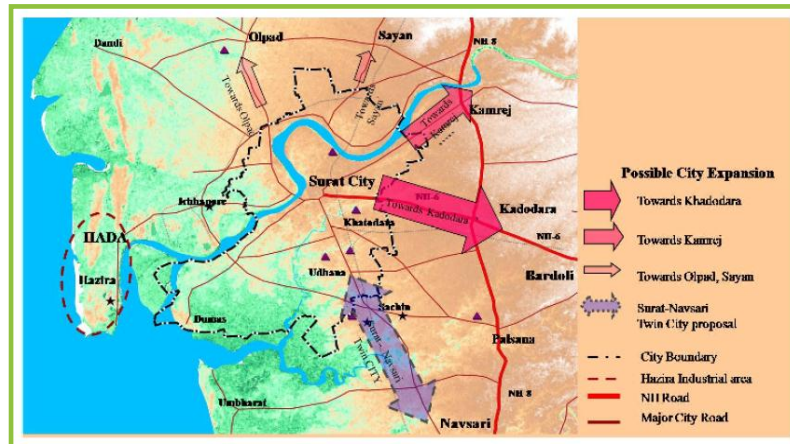 Olpad
Sayan
NH 8
Dandi
Towards Olpad
Towards
Sayan
Kamrej
Towards
Kamrej
Surat City
Ichhapore
NH-6
Kadodara
Towards Kadodara
Khatodara
NH-6
HADA
Bardoli
Hazira
Udhana
Sachin
Dumas
Palsana
Surat - Navsari
Twin CITY
NH 8
Umbharat
Navsari
Possible City Expansion
Towards Khadodara
Towards Kamrej
Towards Olpad, Sayan
Surat-Navsari
Twin City proposal
City Boundary
Hazira Industrial area
NH Road
Major City Road